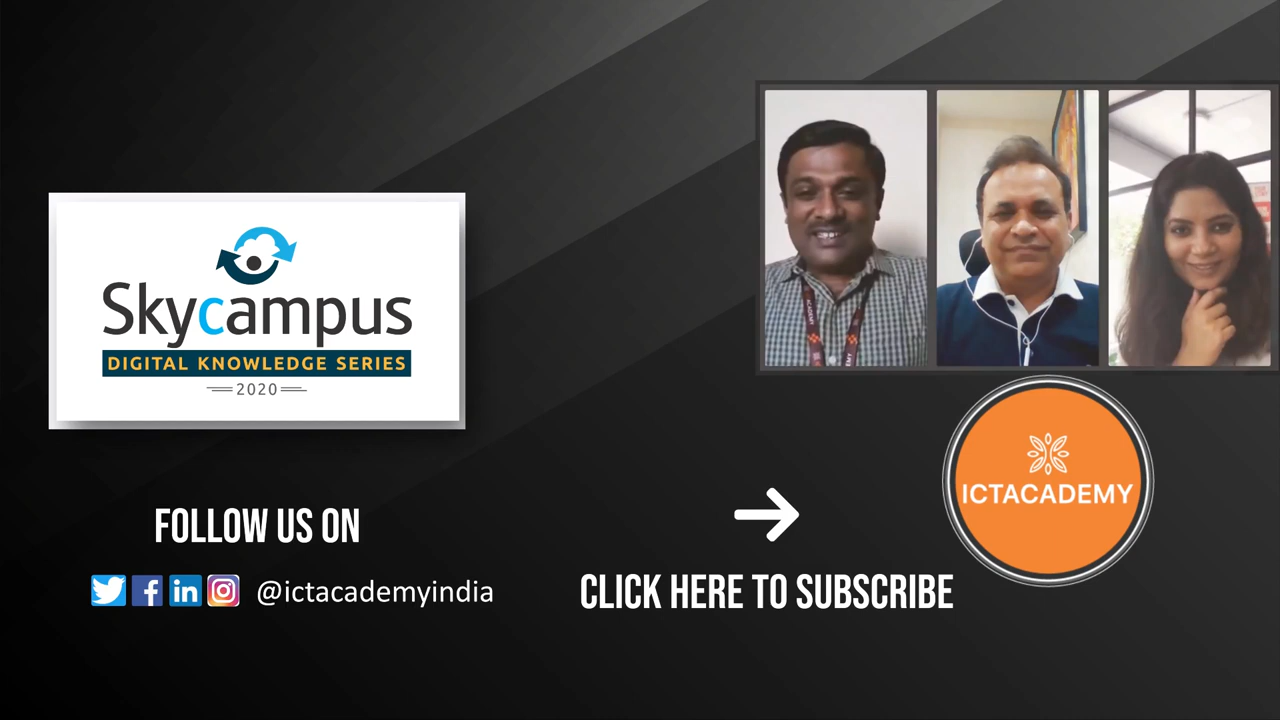 Skycampus
DIGITAL KNOWLEDGE SERIES
2020
ICTACADEMY
FOLLOW US ON
@ictacademyindia
CLICK HERE TO SUBSCRIBE